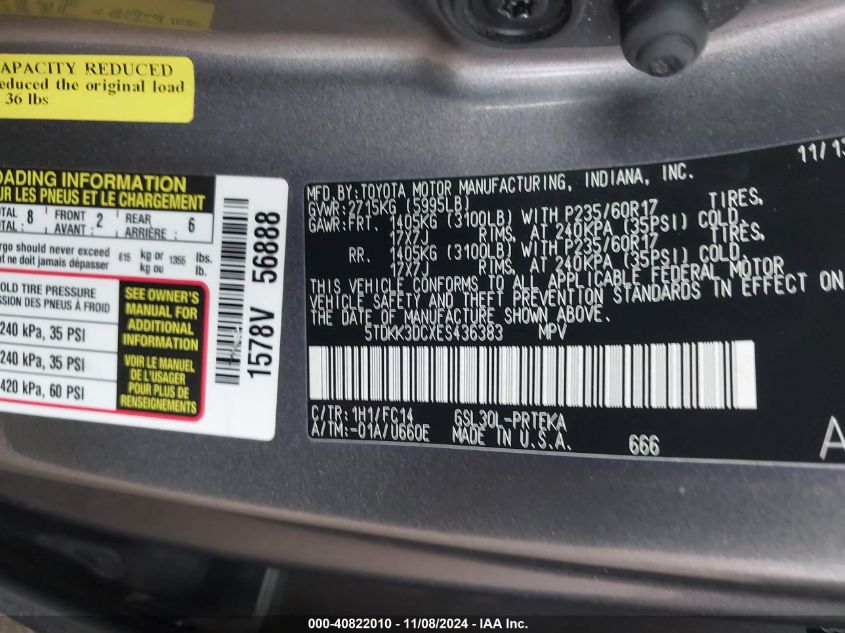 APACITY REDUCED
educed the original load
36 lbs
OADING INFORMATION
UR LES PNEUS ET LE CHARGEMENT
OTAL 8 FRONT 2 REAR 6
TAL : AVANT : ARRIÈRE :
rgo should never exceed 615 kg or 1355 lbs.
at ne doit jamais dépasser kg ou lb.
OLD TIRE PRESSURE
SSION DES PNEUS À FROID
240 kPa, 35 PSI
240 kPa, 35 PSI
420 kPa, 60 PSI
SEE OWNER'S
MANUAL FOR
ADDITIONAL
INFORMATION
VOIR LE MANUEL
DE L'USAGER
POUR PLUS DE
RENSEIGNEMENTS
1578V 56888
11/13
MFD. BY: TOYOTA MOTOR MANUFACTURING, INDIANA, INC.
GVWR: 2715KG (5995LB)
GAWR: FRT. 1405KG (3100LB) WITH P235/60R17 TIRES,
17X7J RIMS, AT 240KPA (35PSI) COLD.
RR. 1405KG (3100LB) WITH P235/60R17 TIRES,
17X7J RIMS, AT 240KPA (35PSI) COLD.
THIS VEHICLE CONFORMS TO ALL APPLICABLE FEDERAL MOTOR
VEHICLE SAFETY AND THEFT PREVENTION STANDARDS IN EFFECT ON
THE DATE OF MANUFACTURE SHOWN ABOVE.
5TDKK3DCXES436383 MPV
C/TR: 1H1/FC14 GSL30L-PRTEKA
A/TM: -01A/U660E MADE IN U.S.A. 666
A
000-40822010 - 11/08/2024 - IAA Inc.